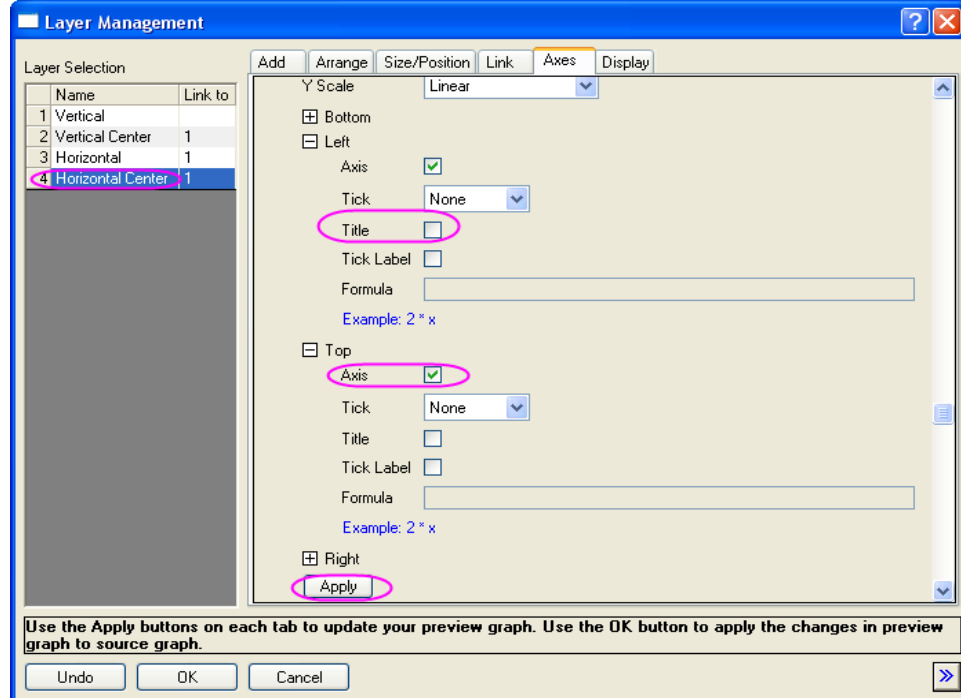 Layer Management
Layer Selection
Name Link to
1 Vertical
2 Vertical Center 1
3 Horizontal 1
4 Horizontal Center 1
Add Arrange Size/Position Link Axes Display
Y Scale Linear
Bottom
Left
Axis
Tick None
Title
Tick Label
Formula
Example: 2 * x
Top
Axis
Tick None
Title
Tick Label
Formula
Example: 2 * x
Right
Apply
Use the Apply buttons on each tab to update your preview graph. Use the OK button to apply the changes in preview
graph to source graph.
Undo OK Cancel